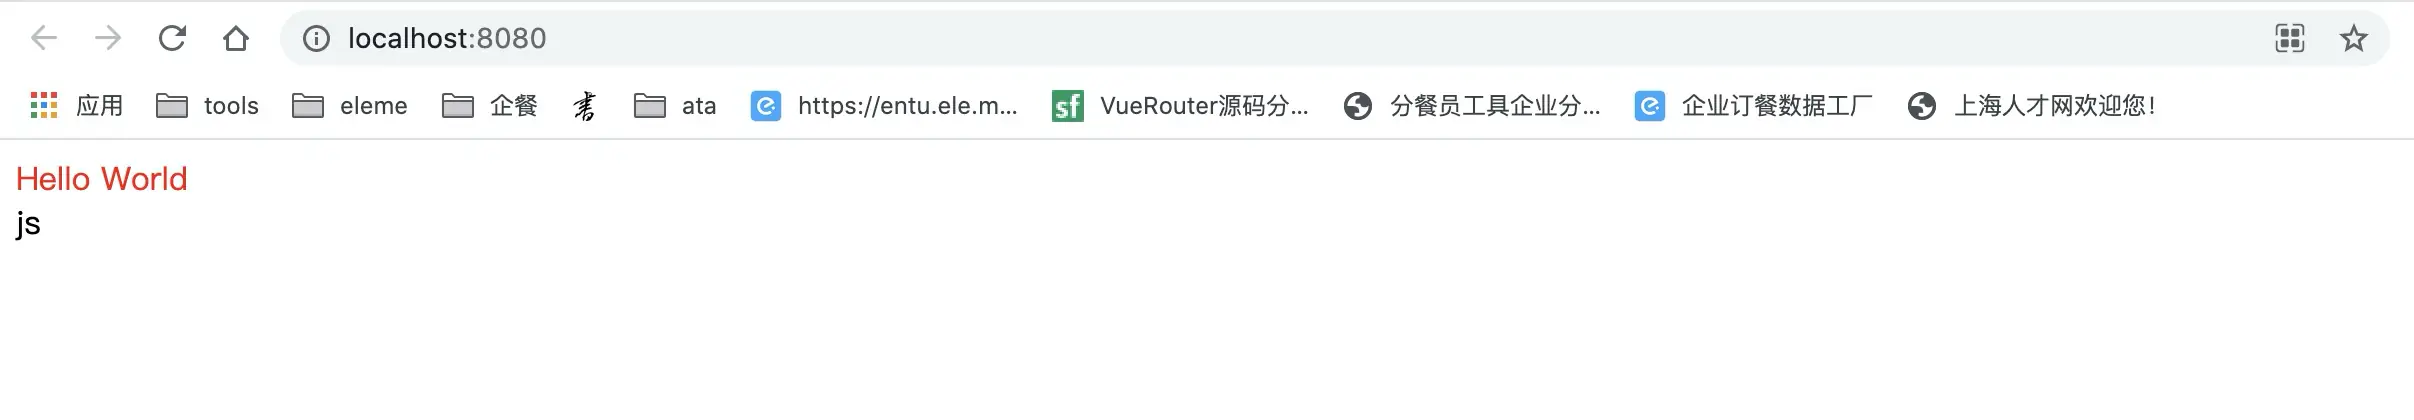 localhost:8080
应用 tools eleme 企餐 ata https://entu.ele.m... sf VueRouter源码分... 分餐员工具企业分... 企业订餐数据工厂 上海人才网欢迎您!
Hello World
js